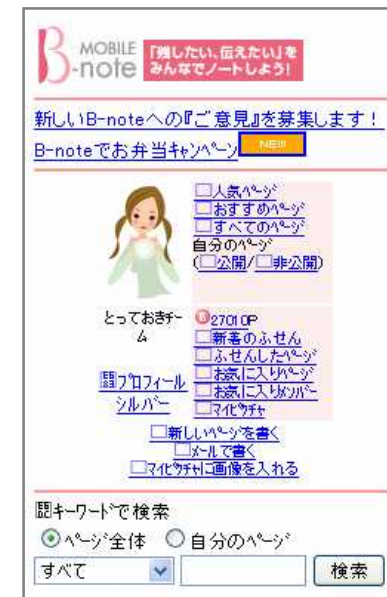 B-note MOBILE
「残したい、伝えたい」を
みんなでノートしよう!
新しいB-noteへの『ご意見』を募集します!
B-noteでお弁当ｷｬﾝﾍﾟｰﾝ NEW
人気ﾍﾟｰｼﾞ
おすすめﾍﾟｰｼﾞ
すべてのﾍﾟｰｼﾞ
自分のﾍﾟｰｼﾞ
(公開/非公開)
とっておきﾁｰ
ム
27010P
新着のふせん
ふせんしたﾍﾟｰｼﾞ
お気に入りﾍﾟｰｼﾞ
お気に入りﾒﾝﾊﾞｰ
ﾏｲﾋﾟｸﾁｬ
ﾌﾟﾛﾌｨｰﾙ
ｼﾙﾊﾞｰ
新しいﾍﾟｰｼﾞを書く
ﾒｰﾙで書く
ﾏｲﾋﾟｸﾁｬに画像を入れる
ｷｰﾜｰﾄﾞで検索
ﾍﾟｰｼﾞ全体 自分のﾍﾟｰｼﾞ
すべて 検索